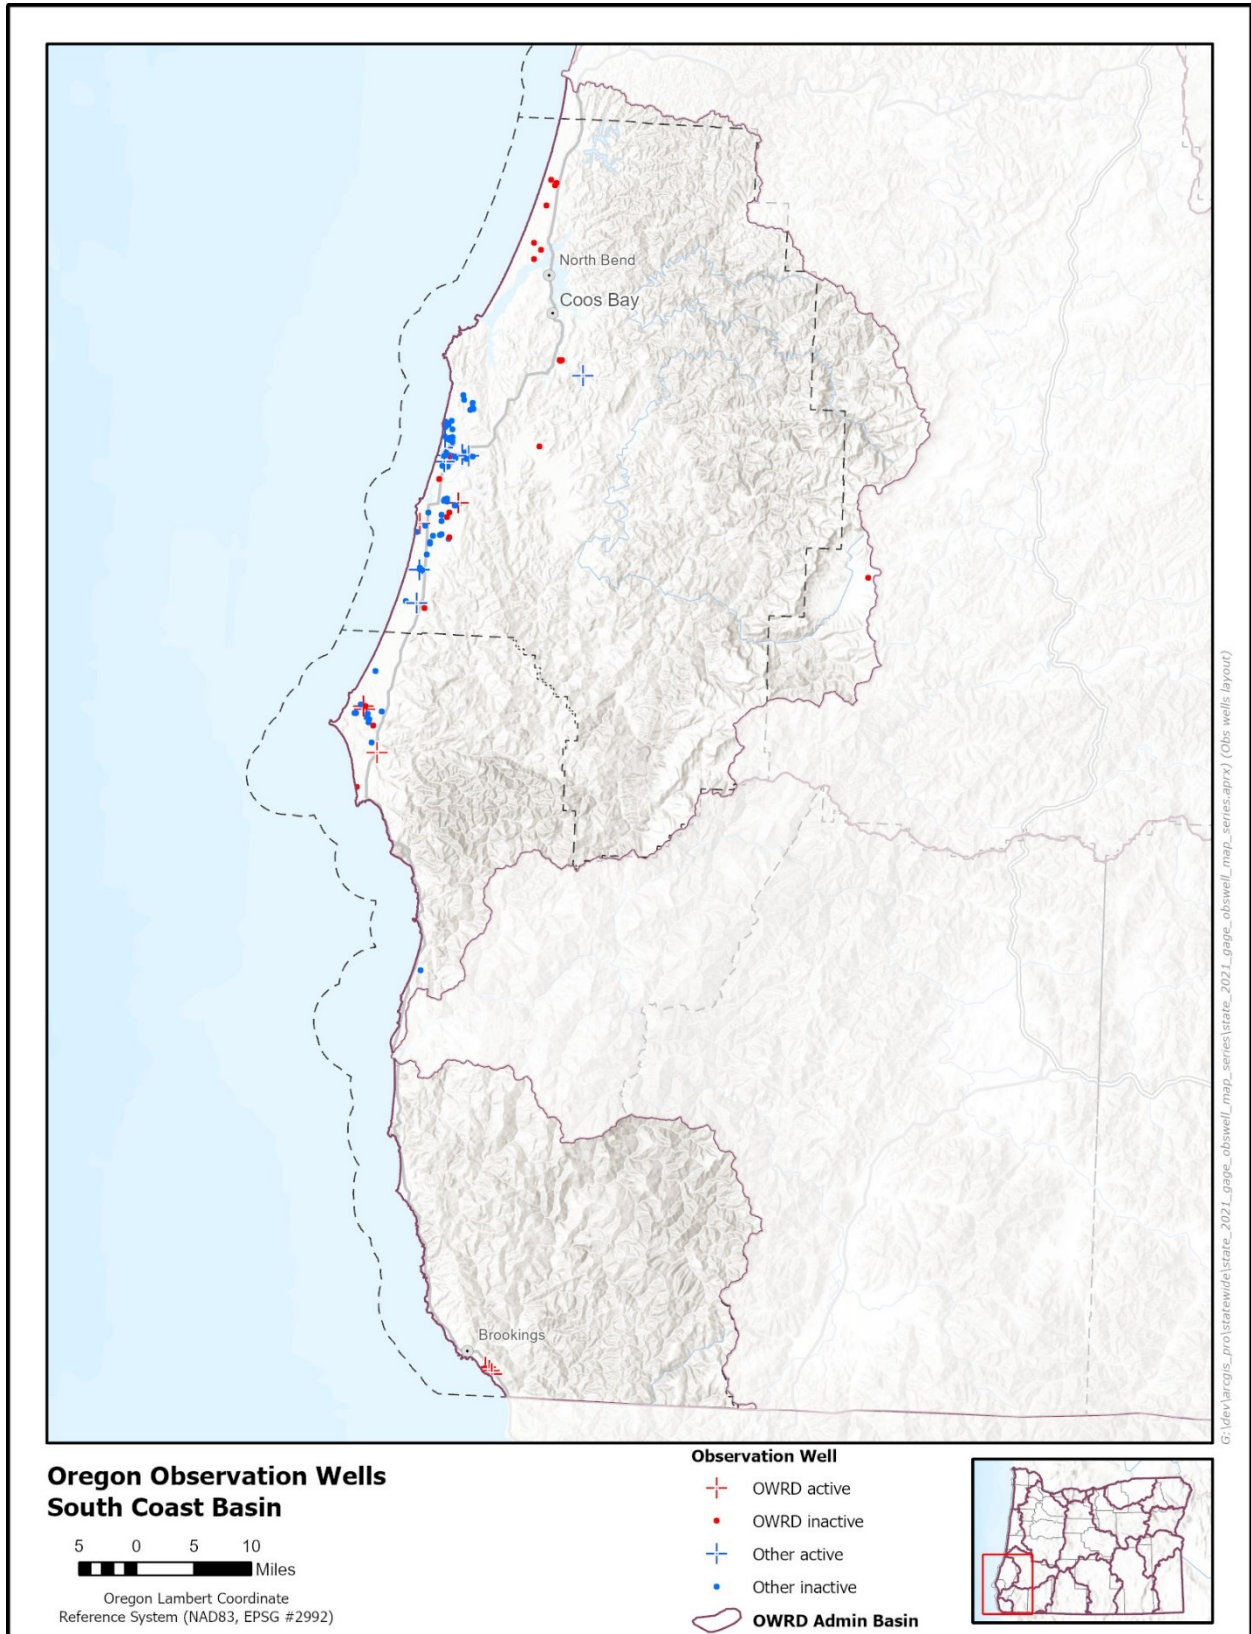 North Bend
Coos Bay
Brookings
G:\dev\arcgis_pro\statewide\state_2021_gage_obswell_map_series\state_2021_gage_obswell_map_series.aprx) (Obs wells layout)
Oregon Observation Wells
South Coast Basin
5 0 5 10
Miles
Oregon Lambert Coordinate
Reference System (NAD83, EPSG #2992)
Observation Well
OWRD active
OWRD inactive
Other active
Other inactive
OWRD Admin Basin